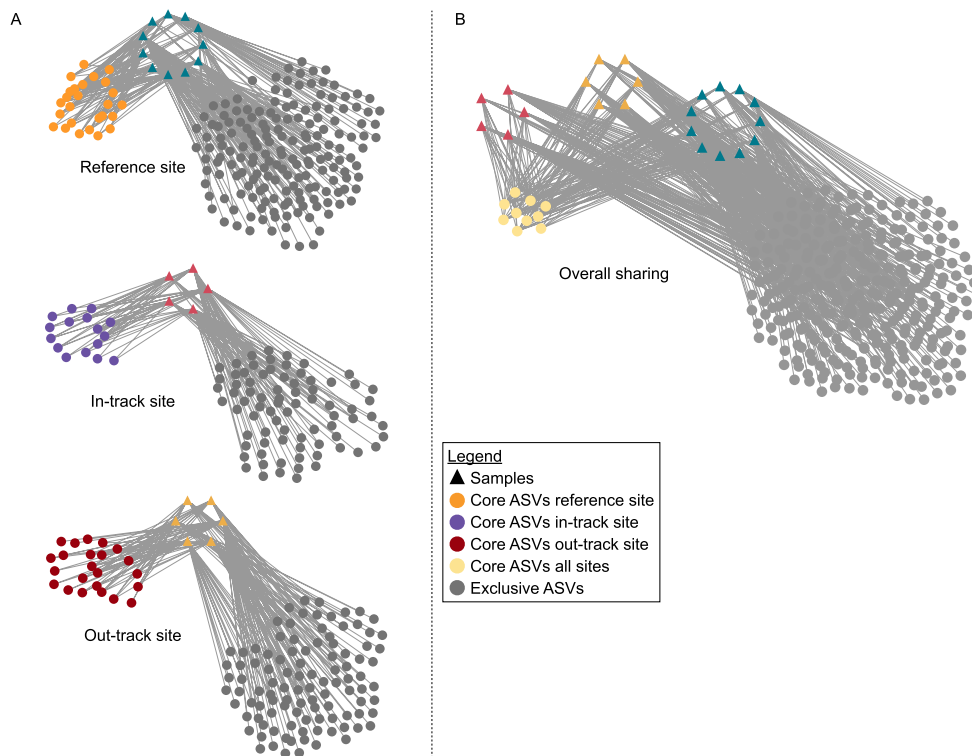 A
B
Reference site
Overall sharing
In-track site
Legend
Samples
Core ASVs reference site
Core ASVs in-track site
Core ASVs out-track site
Core ASVs all sites
Exclusive ASVs
Out-track site